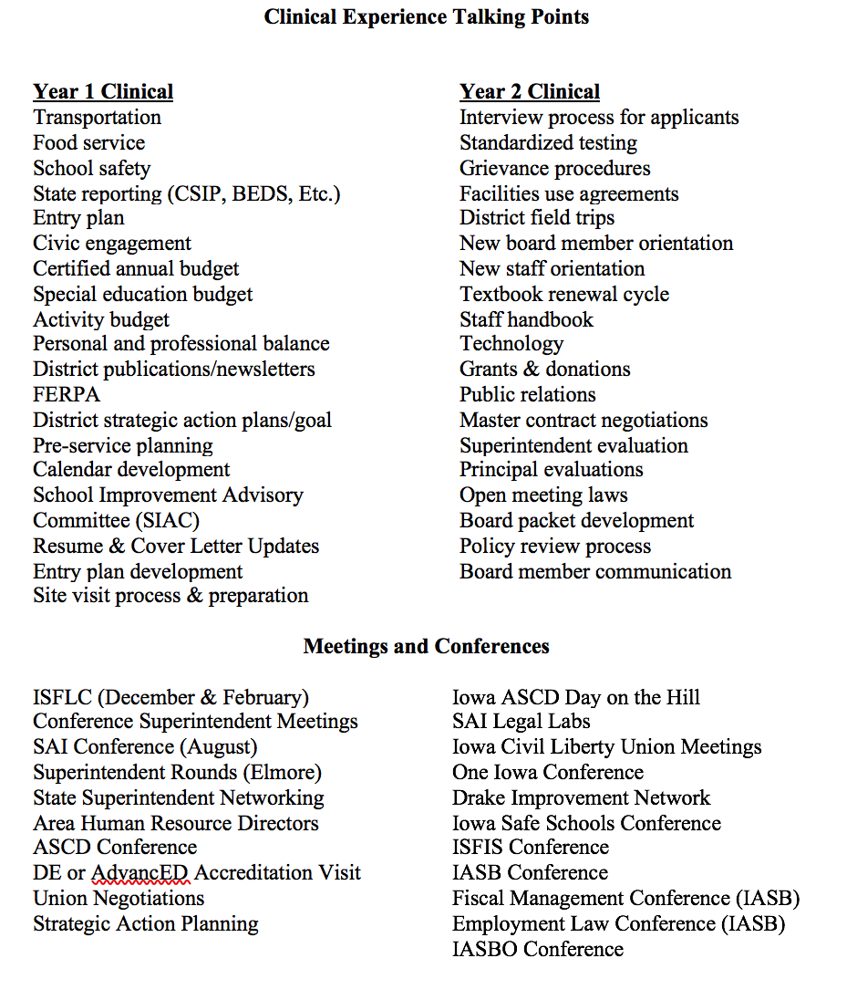 Clinical Experience Talking Points
Year 1 Clinical
Transportation
Food service
School safety
State reporting (CSIP, BEDS, Etc.)
Entry plan
Civic engagement
Certified annual budget
Special education budget
Activity budget
Personal and professional balance
District publications/newsletters
FERPA
District strategic action plans/goal
Pre-service planning
Calendar development
School Improvement Advisory
Committee (SIAC)
Resume & Cover Letter Updates
Entry plan development
Site visit process & preparation
Year 2 Clinical
Interview process for applicants
Standardized testing
Grievance procedures
Facilities use agreements
District field trips
New board member orientation
New staff orientation
Textbook renewal cycle
Staff handbook
Technology
Grants & donations
Public relations
Master contract negotiations
Superintendent evaluation
Principal evaluations
Open meeting laws
Board packet development
Policy review process
Board member communication
Meetings and Conferences
ISFLC (December & February)
Conference Superintendent Meetings
SAI Conference (August)
Superintendent Rounds (Elmore)
State Superintendent Networking
Area Human Resource Directors
ASCD Conference
DE or AdvancED Accreditation Visit
Union Negotiations
Strategic Action Planning
Iowa ASCD Day on the Hill
SAI Legal Labs
Iowa Civil Liberty Union Meetings
One Iowa Conference
Drake Improvement Network
Iowa Safe Schools Conference
ISFIS Conference
IASB Conference
Fiscal Management Conference (IASB)
Employment Law Conference (IASB)
IASBO Conference